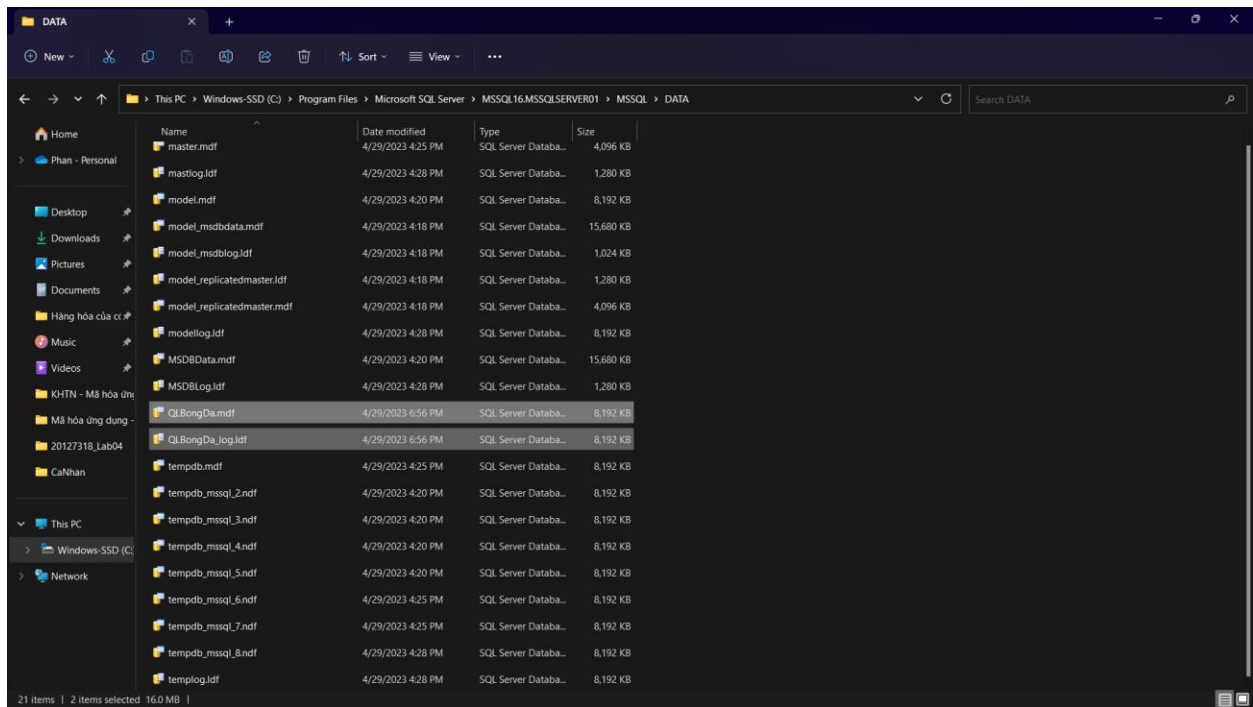 DATA
New Sort View
This PC > Windows-SSD (C:) > Program Files > Microsoft SQL Server > MSSQL16.MSSQLSERVER01 > MSSQL > DATA
Search DATA
Home
Phan - Personal
Desktop
Downloads
Pictures
Documents
Hàng hóa của cc
Music
Videos
KHTN - Mã hóa ứng
Mã hóa ứng dụng -
20127318_Lab04
CaNhan
This PC
Windows-SSD (C:
Network
Name Date modified Type Size
master.mdf 4/29/2023 4:25 PM SQL Server Databa... 4,096 KB
mastlog.ldf 4/29/2023 4:28 PM SQL Server Databa... 1,280 KB
model.mdf 4/29/2023 4:20 PM SQL Server Databa... 8,192 KB
model_msdbdata.mdf 4/29/2023 4:18 PM SQL Server Databa... 15,680 KB
model_msdblog.ldf 4/29/2023 4:18 PM SQL Server Databa... 1,024 KB
model_replicatedmaster.ldf 4/29/2023 4:18 PM SQL Server Databa... 1,280 KB
model_replicatedmaster.mdf 4/29/2023 4:18 PM SQL Server Databa... 4,096 KB
modellog.ldf 4/29/2023 4:28 PM SQL Server Databa... 8,192 KB
MSDBData.mdf 4/29/2023 4:20 PM SQL Server Databa... 15,680 KB
MSDBLog.ldf 4/29/2023 4:28 PM SQL Server Databa... 1,280 KB
QLBongDa.mdf 4/29/2023 6:56 PM SQL Server Databa... 8,192 KB
QLBongDa_log.ldf 4/29/2023 6:56 PM SQL Server Databa... 8,192 KB
tempdb.mdf 4/29/2023 4:25 PM SQL Server Databa... 8,192 KB
tempdb_mssql_2.ndf 4/29/2023 4:20 PM SQL Server Databa... 8,192 KB
tempdb_mssql_3.ndf 4/29/2023 4:20 PM SQL Server Databa... 8,192 KB
tempdb_mssql_4.ndf 4/29/2023 4:20 PM SQL Server Databa... 8,192 KB
tempdb_mssql_5.ndf 4/29/2023 4:20 PM SQL Server Databa... 8,192 KB
tempdb_mssql_6.ndf 4/29/2023 4:25 PM SQL Server Databa... 8,192 KB
tempdb_mssql_7.ndf 4/29/2023 4:25 PM SQL Server Databa... 8,192 KB
tempdb_mssql_8.ndf 4/29/2023 4:28 PM SQL Server Databa... 8,192 KB
templog.ldf 4/29/2023 4:28 PM SQL Server Databa... 8,192 KB
21 items | 2 items selected 16.0 MB |